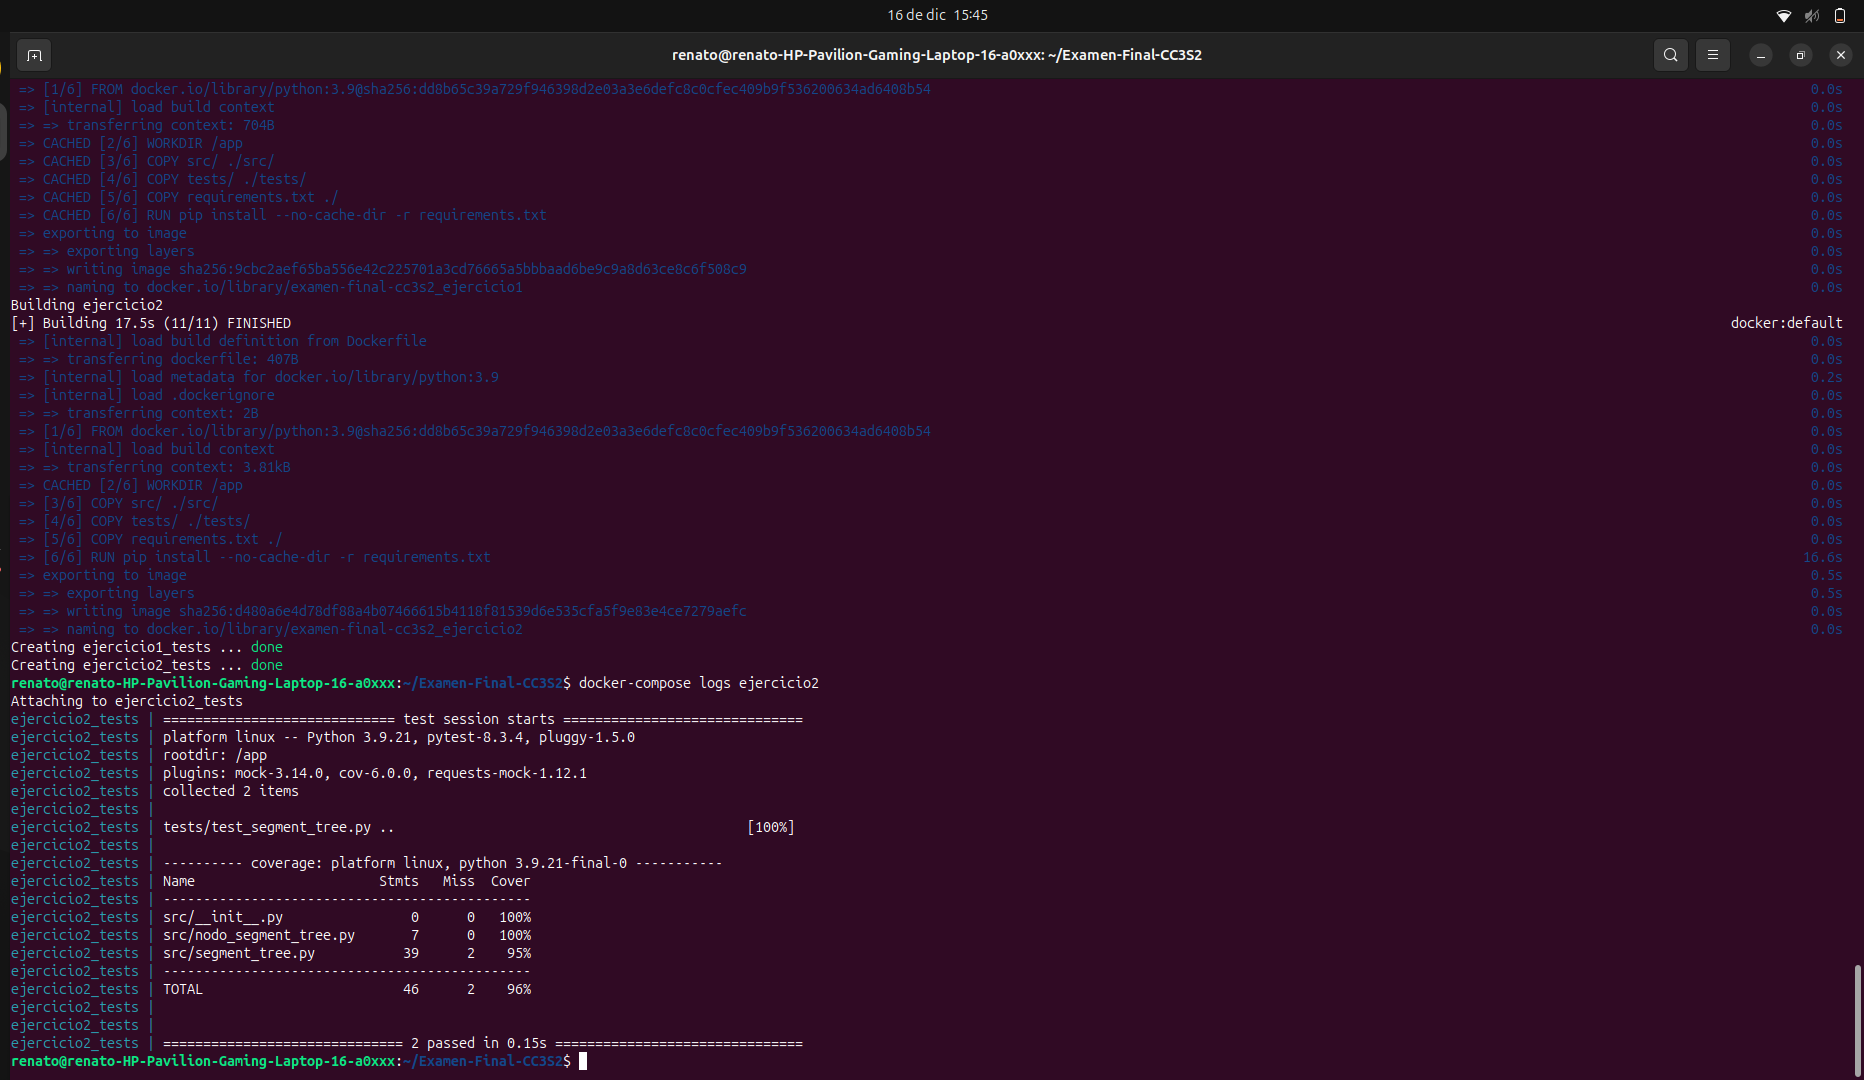 16 de dic 15:45
renato@renato-HP-Pavilion-Gaming-Laptop-16-a0xxx: ~/Examen-Final-CC3S2
=> [1/6] FROM docker.io/library/python:3.9@sha256:dd8b65c39a729f946398d2e03a3e6defc8c0cfec409b9f536200634ad6408b54 0.0s
=> [internal] load build context 0.0s
=> => transferring context: 704B 0.0s
=> CACHED [2/6] WORKDIR /app 0.0s
=> CACHED [3/6] COPY src/ ./src/ 0.0s
=> CACHED [4/6] COPY tests/ ./tests/ 0.0s
=> CACHED [5/6] COPY requirements.txt ./ 0.0s
=> CACHED [6/6] RUN pip install --no-cache-dir -r requirements.txt 0.0s
=> exporting to image 0.0s
=> => exporting layers 0.0s
=> => writing image sha256:9cbc2aef65ba556e42c225701a3cd76665a5bbbaad6be9c9a8d63ce8c6f508c9 0.0s
=> => naming to docker.io/library/examen-final-cc3s2_ejercicio1 0.0s
Building ejercicio2
[+] Building 17.5s (11/11) FINISHED docker:default
=> [internal] load build definition from Dockerfile 0.0s
=> => transferring dockerfile: 407B 0.0s
=> [internal] load metadata for docker.io/library/python:3.9 0.2s
=> [internal] load .dockerignore 0.0s
=> => transferring context: 2B 0.0s
=> [1/6] FROM docker.io/library/python:3.9@sha256:dd8b65c39a729f946398d2e03a3e6defc8c0cfec409b9f536200634ad6408b54 0.0s
=> [internal] load build context 0.0s
=> => transferring context: 3.81kB 0.0s
=> CACHED [2/6] WORKDIR /app 0.0s
=> [3/6] COPY src/ ./src/ 0.0s
=> [4/6] COPY tests/ ./tests/ 0.0s
=> [5/6] COPY requirements.txt ./ 0.0s
=> [6/6] RUN pip install --no-cache-dir -r requirements.txt 16.6s
=> exporting to image 0.5s
=> => exporting layers 0.5s
=> => writing image sha256:d480a6e4d78df88a4b07466615b4118f81539d6e535cfa5f9e83e4ce7279aefc 0.0s
=> => naming to docker.io/library/examen-final-cc3s2_ejercicio2 0.0s
Creating ejercicio1_tests ... done
Creating ejercicio2_tests ... done
renato@renato-HP-Pavilion-Gaming-Laptop-16-a0xxx:~/Examen-Final-CC3S2$ docker-compose logs ejercicio2
Attaching to ejercicio2_tests
ejercicio2_tests | ============================= test session starts ==============================
ejercicio2_tests | platform linux -- Python 3.9.21, pytest-8.3.4, pluggy-1.5.0
ejercicio2_tests | rootdir: /app
ejercicio2_tests | plugins: mock-3.14.0, cov-6.0.0, requests-mock-1.12.1
ejercicio2_tests | collected 2 items
ejercicio2_tests |
ejercicio2_tests | tests/test_segment_tree.py .. [100%]
ejercicio2_tests |
ejercicio2_tests | ---------- coverage: platform linux, python 3.9.21-final-0 -----------
ejercicio2_tests | Name Stmts Miss Cover
ejercicio2_tests | ----------------------------------------------
ejercicio2_tests | src/__init__.py 0 0 100%
ejercicio2_tests | src/nodo_segment_tree.py 7 0 100%
ejercicio2_tests | src/segment_tree.py 39 2 95%
ejercicio2_tests | ----------------------------------------------
ejercicio2_tests | TOTAL 46 2 96%
ejercicio2_tests |
ejercicio2_tests |
ejercicio2_tests | ============================== 2 passed in 0.15s ===============================
renato@renato-HP-Pavilion-Gaming-Laptop-16-a0xxx:~/Examen-Final-CC3S2$